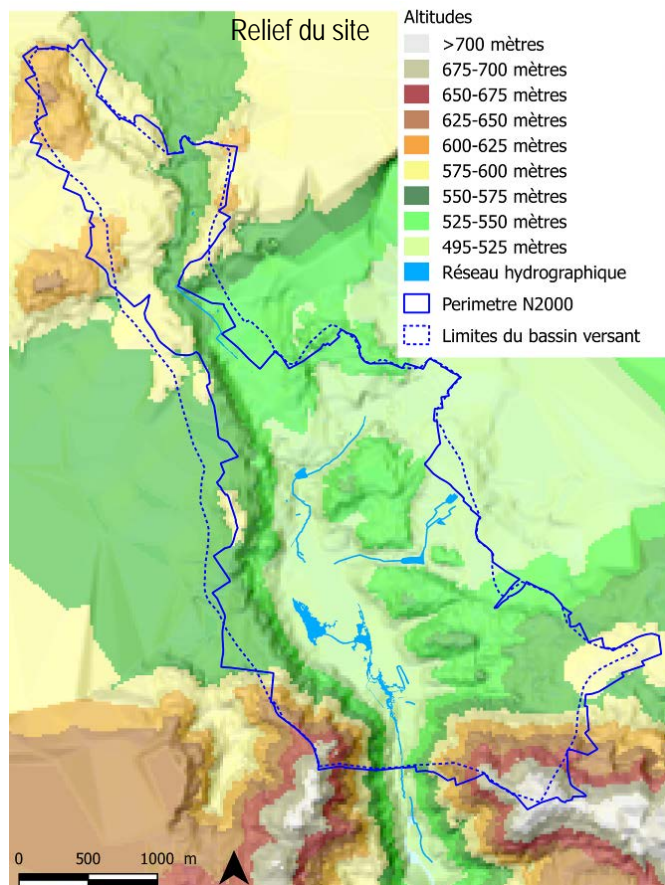 Relief du site
Altitudes
>700 mètres
675-700 mètres
650-675 mètres
625-650 mètres
600-625 mètres
575-600 mètres
550-575 mètres
525-550 mètres
495-525 mètres
Réseau hydrographique
Perimetre N2000
Limites du bassin versant
0 500 1000 m